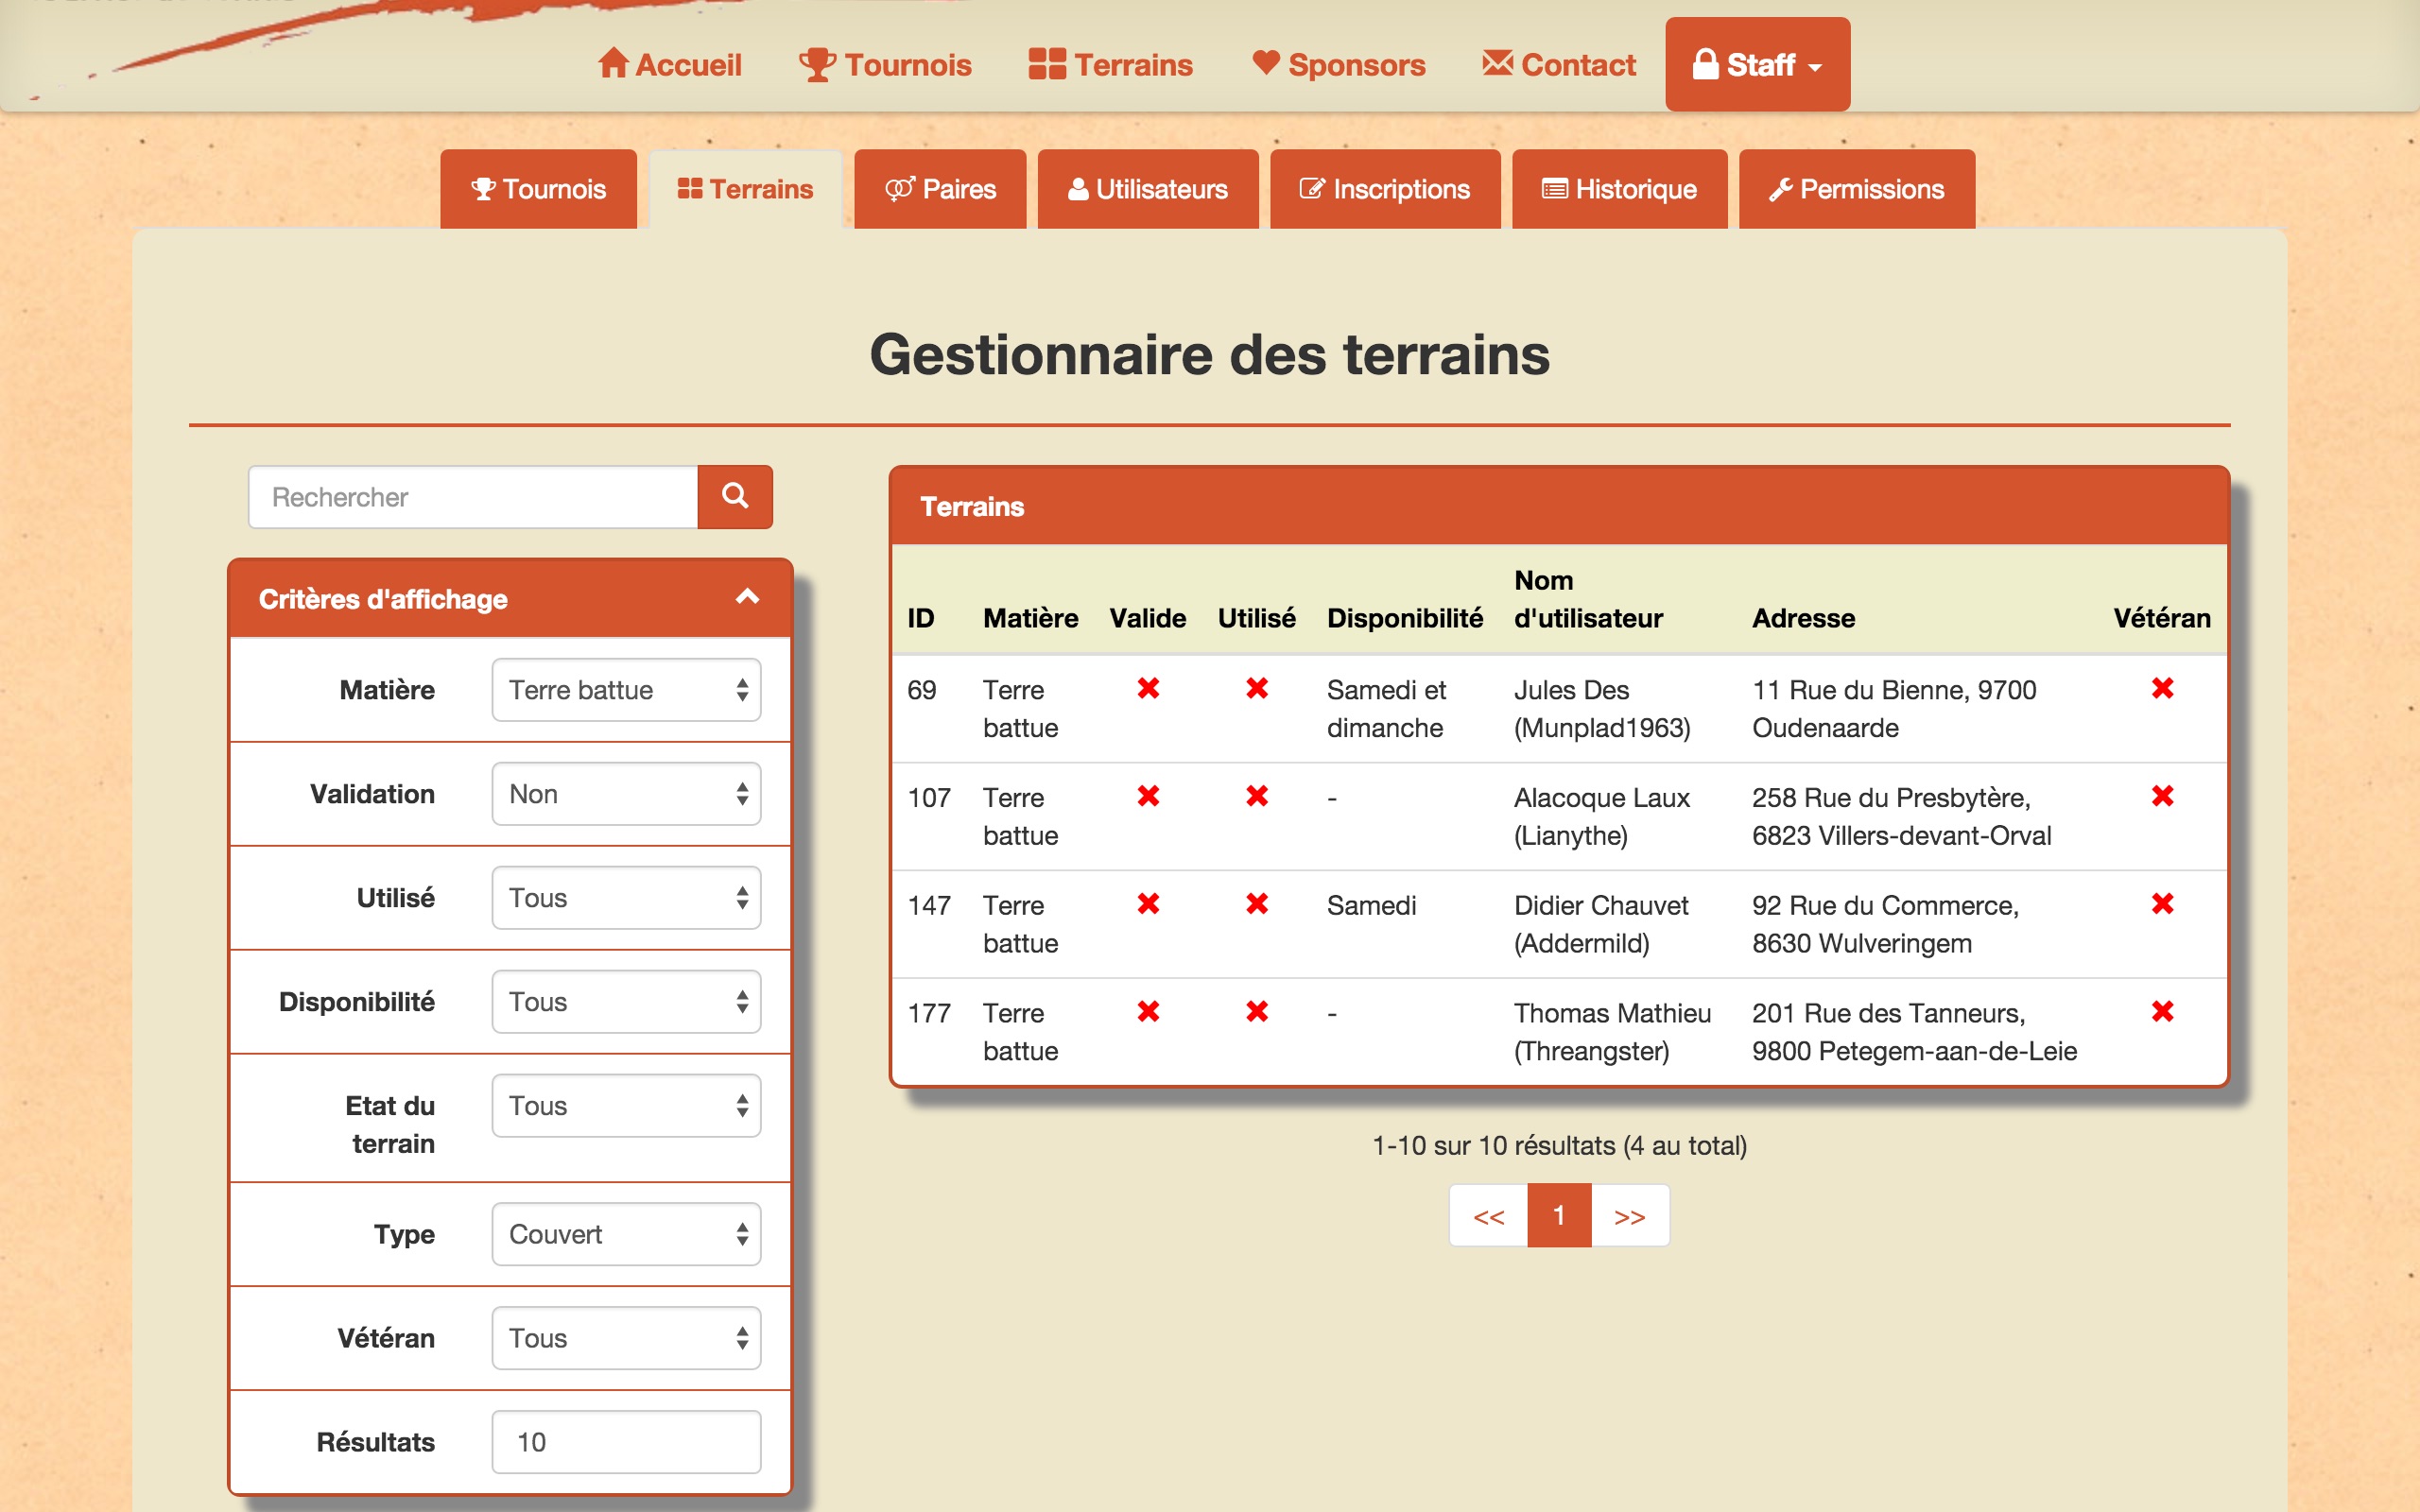 Accueil Tournois Terrains Sponsors Contact Staff
Tournois Terrains Paires Utilisateurs Inscriptions Historique Permissions
Gestionnaire des terrains
Rechercher
Critères d'affichage
Matière Terre battue
Validation Non
Utilisé Tous
Disponibilité Tous
Etat du
terrain Tous
Type Couvert
Vétéran Tous
Résultats 10
Terrains
ID Matière Valide Utilisé Disponibilité Nom d'utilisateur Adresse Vétéran
69 Terre battue Samedi et dimanche Jules Des (Munplad1963) 11 Rue du Bienne, 9700 Oudenaarde
107 Terre battue - Alacoque Laux (Lianythe) 258 Rue du Presbytère, 6823 Villers-devant-Orval
147 Terre battue Samedi Didier Chauvet (Addermild) 92 Rue du Commerce, 8630 Wulveringem
177 Terre battue - Thomas Mathieu (Threangster) 201 Rue des Tanneurs, 9800 Petegem-aan-de-Leie
1-10 sur 10 résultats (4 au total)
<< 1 >>